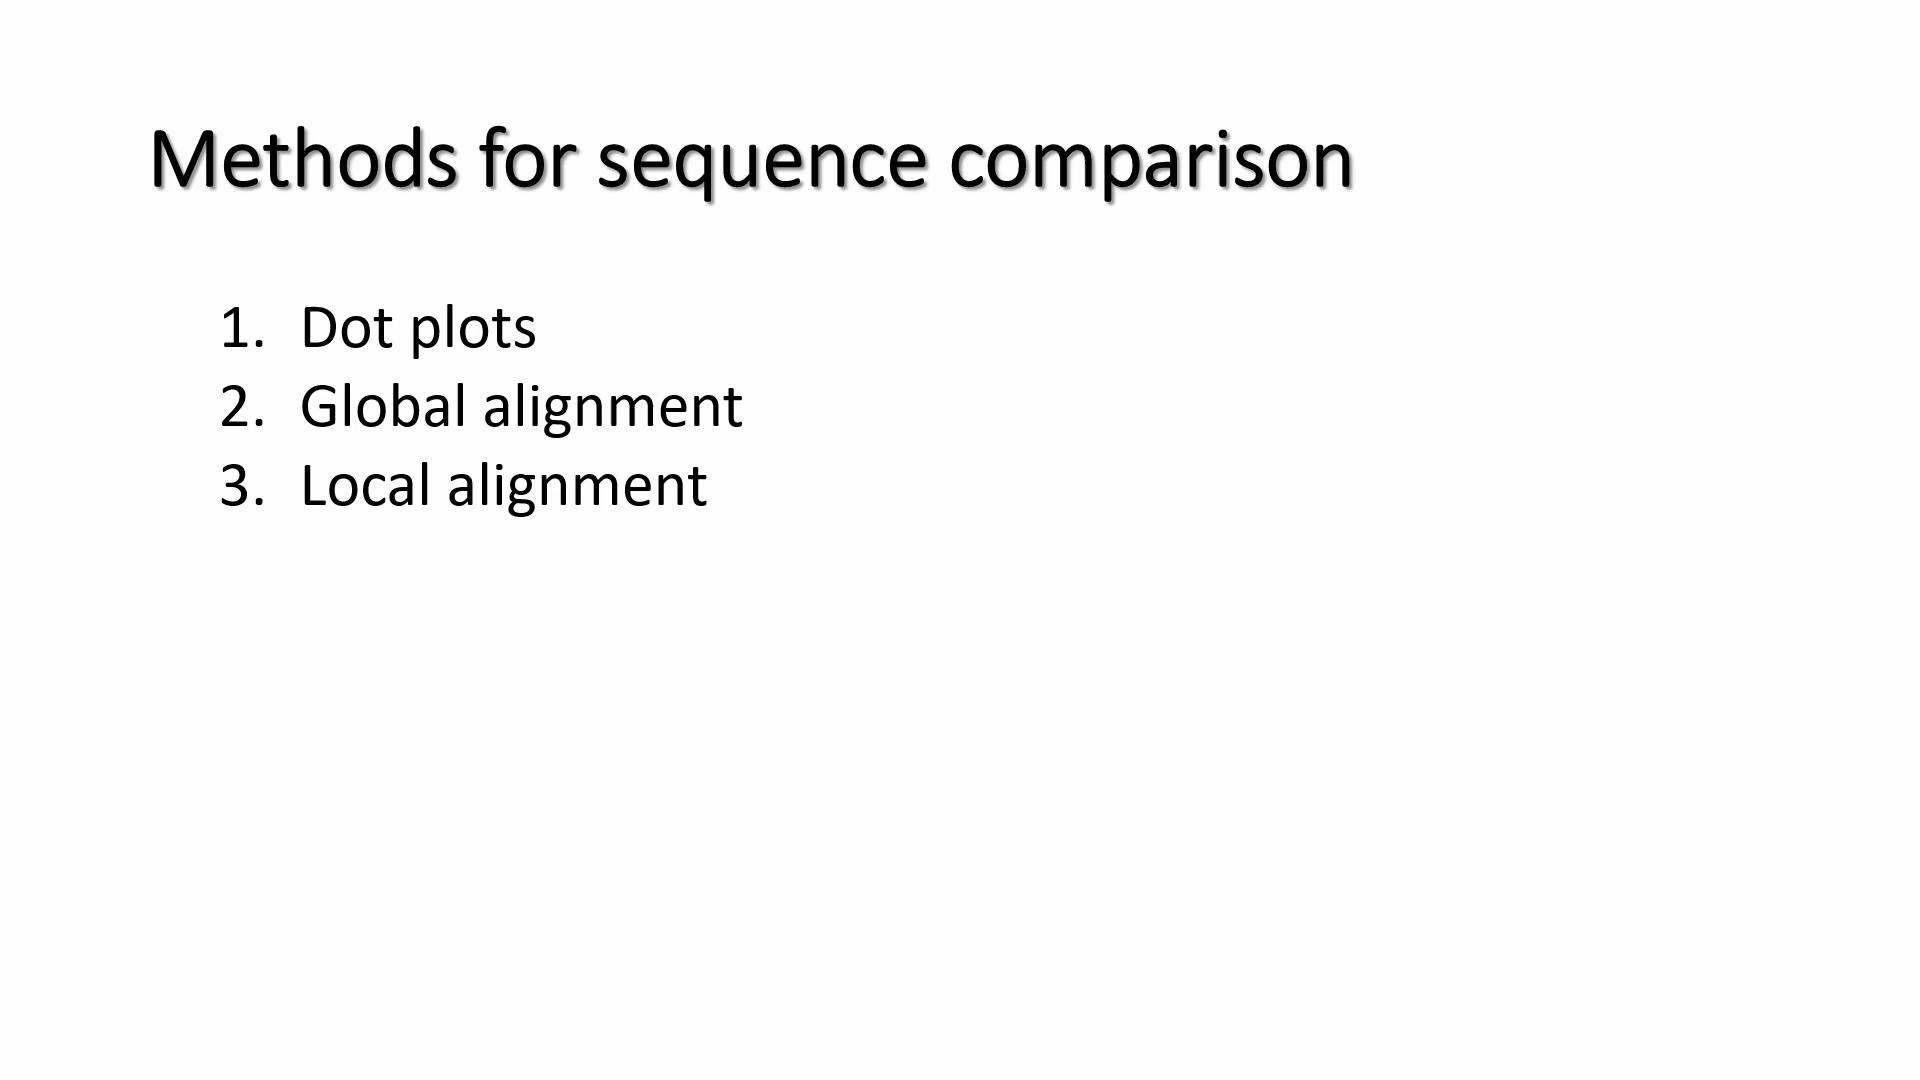 Methods for sequence comparison
1. Dot plots
2. Global alignment
3. Local alignment